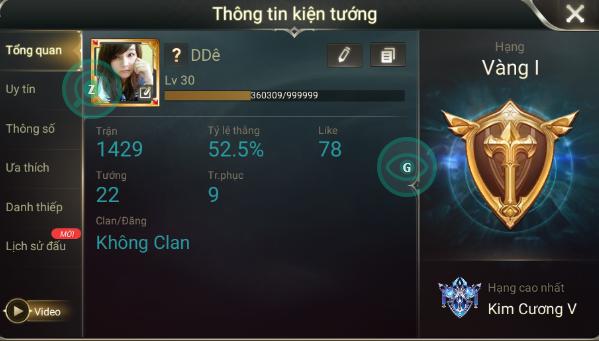 Thông tin kiện tướng
Tổng quan
Uy tín
Thông số
Ưa thích
Danh thiếp
MỚI
Lịch sử đấu
Video
Z
? DDê
Lv 30
360309/999999
Trận
Tỷ lệ thắng
Like
1429
52.5%
78
Tướng
Tr.phục
22
9
Clan/Đăng
Không Clan
G
Hạng
Vàng I
Hạng cao nhất
Kim Cương V